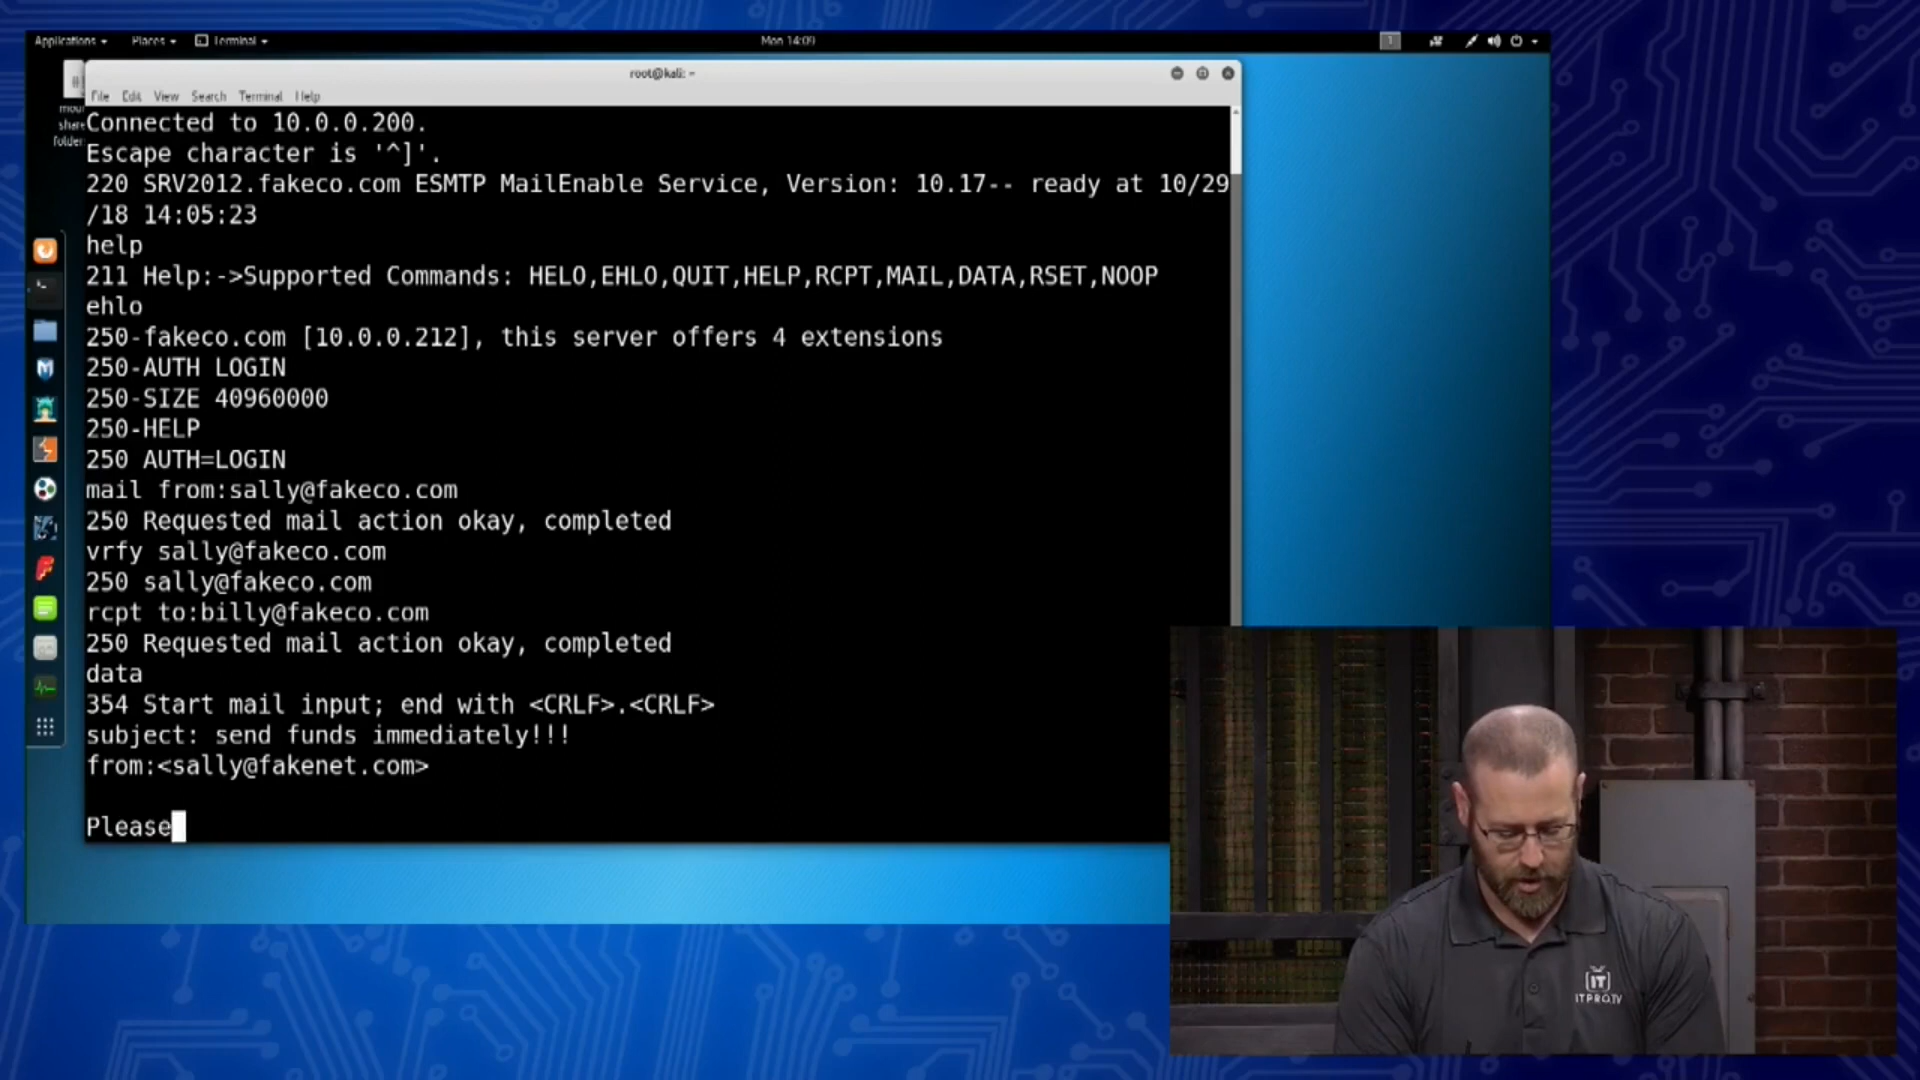 Applications
Places
Terminal
Mon 14:09
1
root@kali: ~
File Edit View Search Terminal Help
share
folder
Connected to 10.0.0.200.
Escape character is '^]'.
220 SRV2012.fakeco.com ESMTP MailEnable Service, Version: 10.17-- ready at 10/29
/18 14:05:23
help
211 Help:->Supported Commands: HELO,EHLO,QUIT,HELP,RCPT,MAIL,DATA,RSET,NOOP
ehlo
250-fakeco.com [10.0.0.212], this server offers 4 extensions
250-AUTH LOGIN
250-SIZE 40960000
250-HELP
250 AUTH=LOGIN
mail from:sally@fakeco.com
250 Requested mail action okay, completed
vrfy sally@fakeco.com
250 sally@fakeco.com
rcpt to:billy@fakeco.com
250 Requested mail action okay, completed
data
354 Start mail input; end with <CRLF>.<CRLF>
subject: send funds immediately!!!
from:<sally@fakenet.com>
Please
IT
ITPROTV